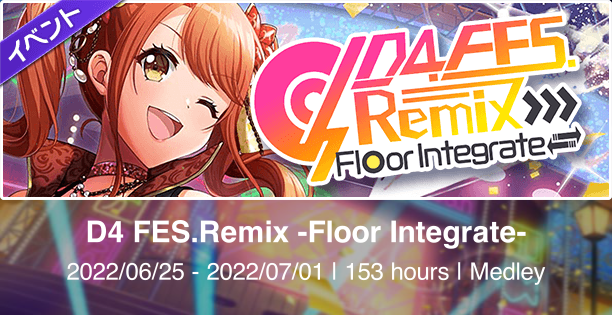 イベント
D4 FES.
Remix
Floor Integrate
D4 FES.Remix -Floor Integrate-
2022/06/25 - 2022/07/01 | 153 hours | Medley